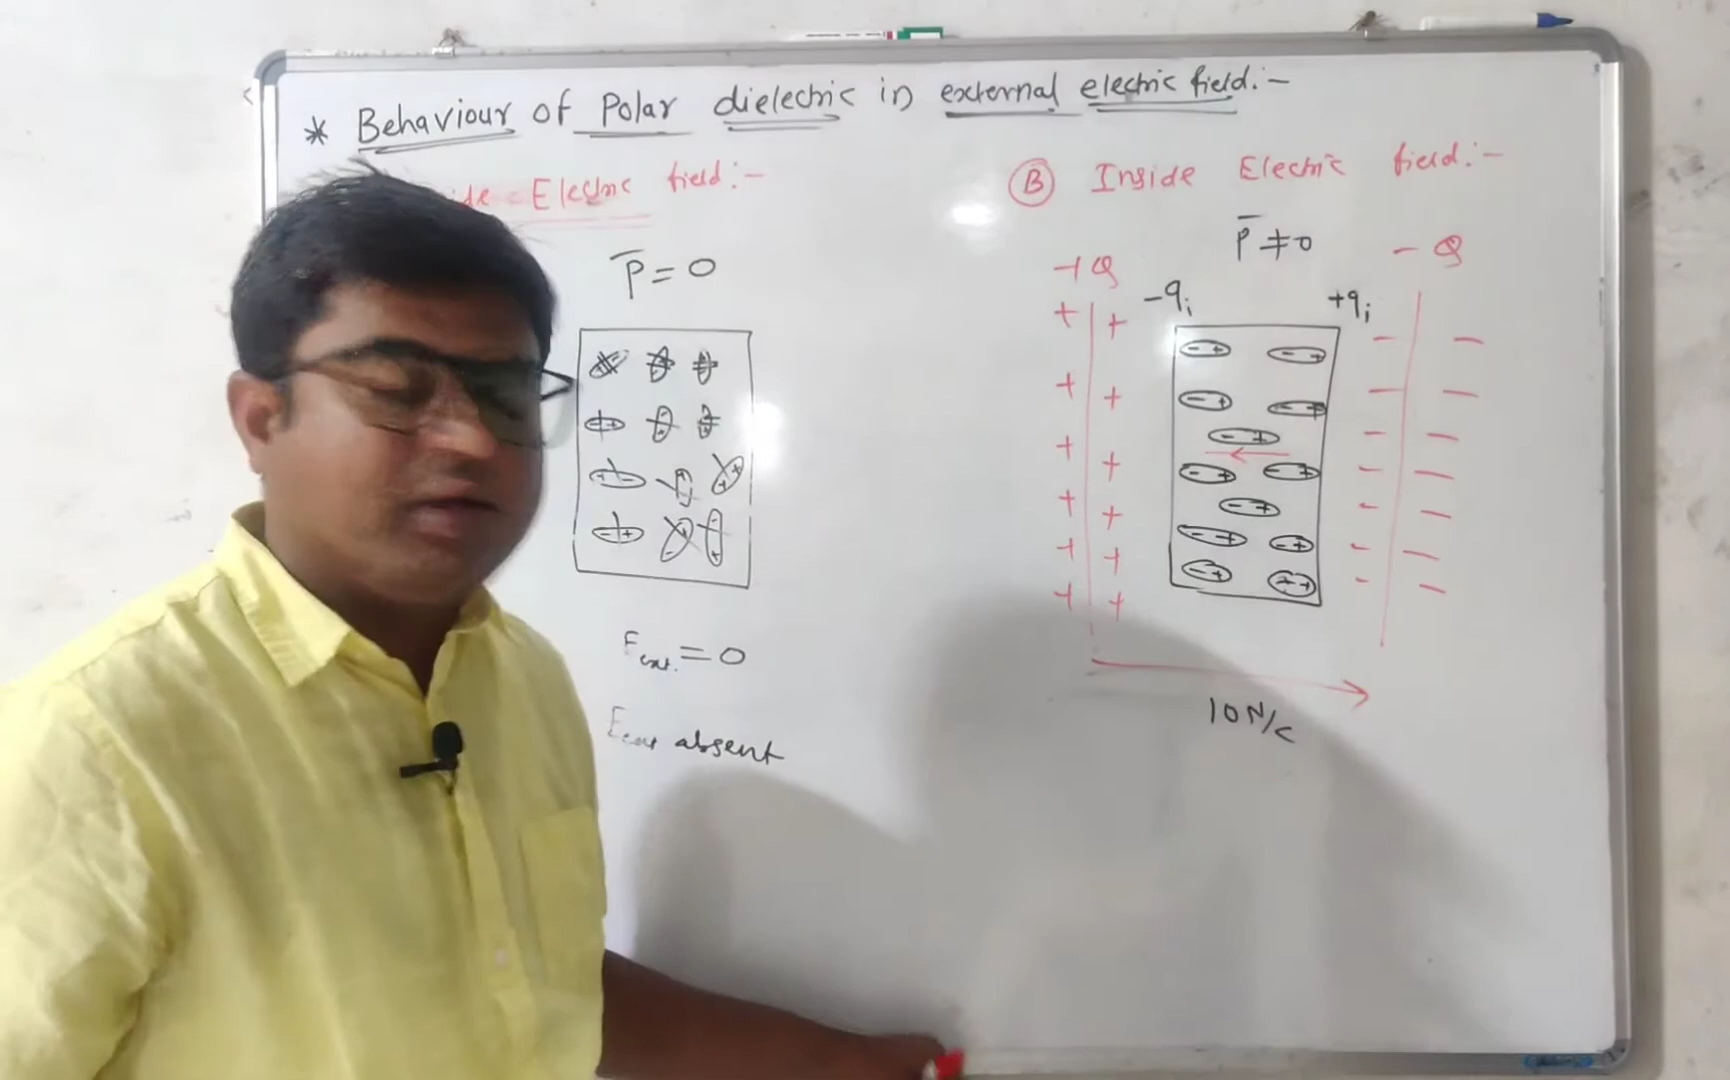 * Behaviour of Polar dielectric in external electric field:-
Electric field:-
P̄ = 0
Eext. = 0
Eext absent
(B) Inside Electric field:-
P̄ ≠ 0
+Q
- Q
-qi
+qi
10 N/C